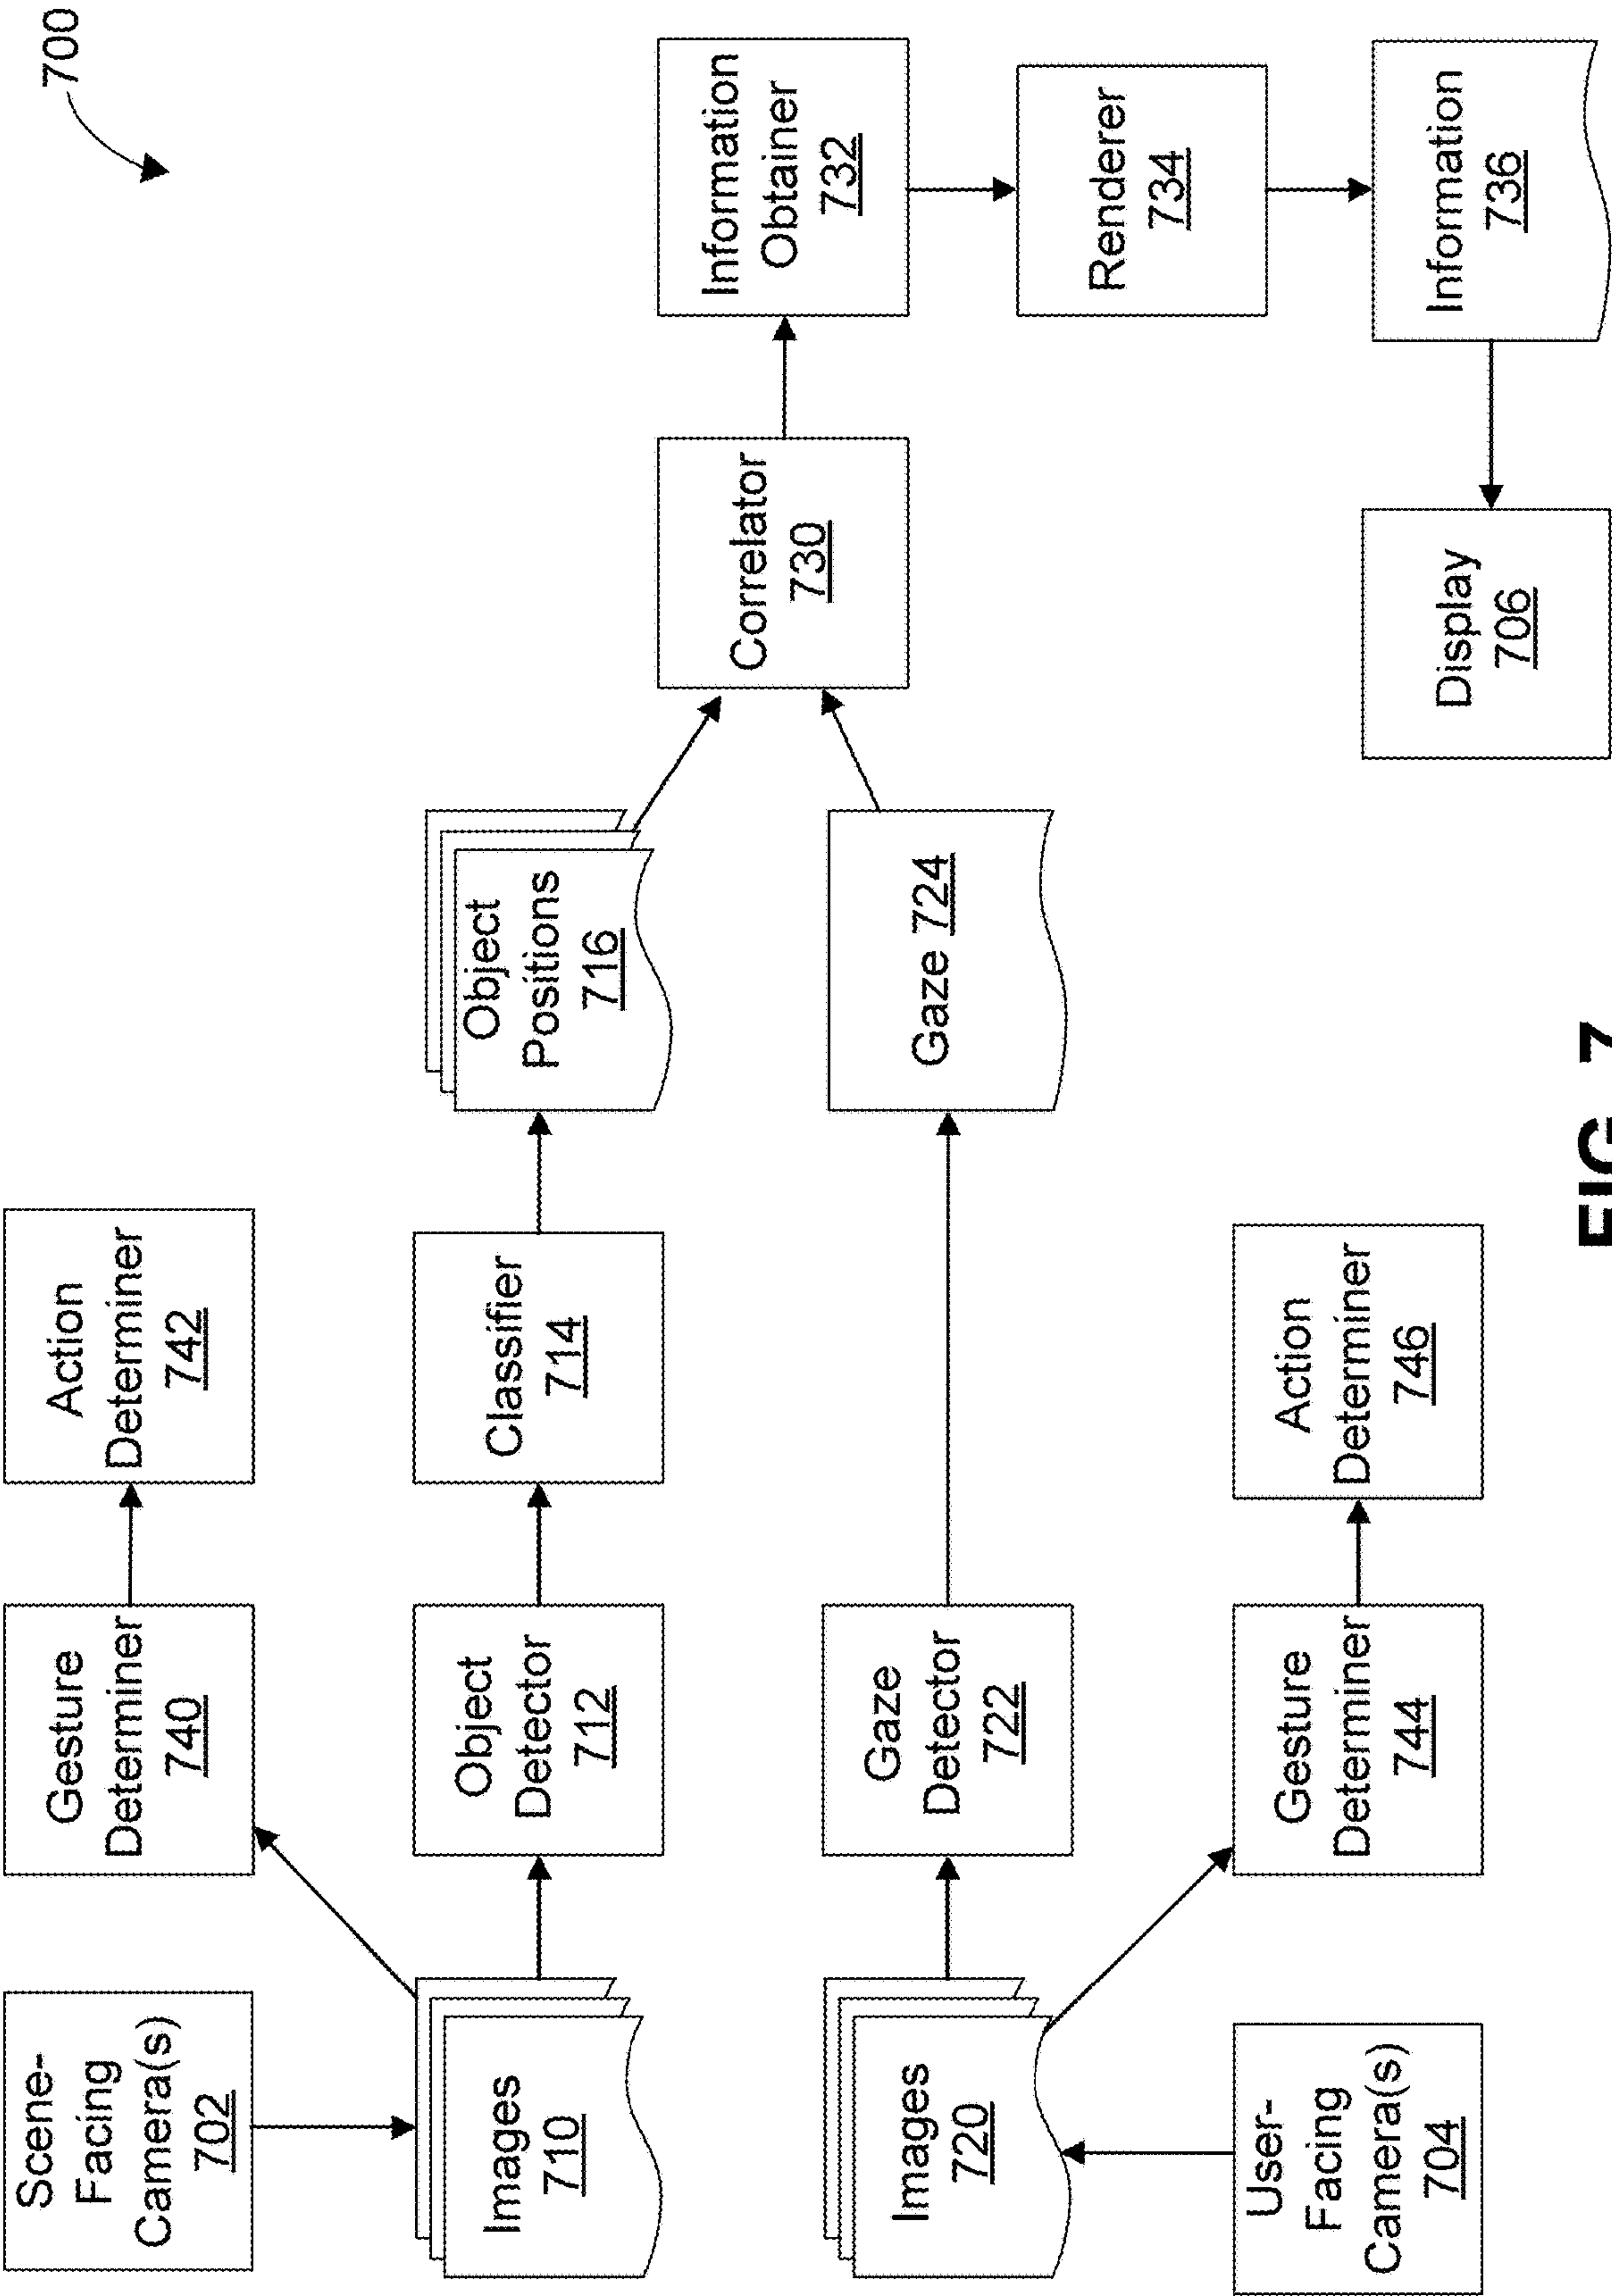 700
Scene-
Facing
Camera(s)
702
Gesture
Determiner
740
Action
Determiner
742
Images
710
Object
Detector
712
Classifier
714
Object
Positions
716
Correlator
730
Information
Obtainer
732
Images
720
Gaze
Detector
722
Gaze 724
Renderer
734
User-
Facing
Camera(s)
704
Gesture
Determiner
744
Action
Determiner
746
Display
706
Information
736
FIG. 7